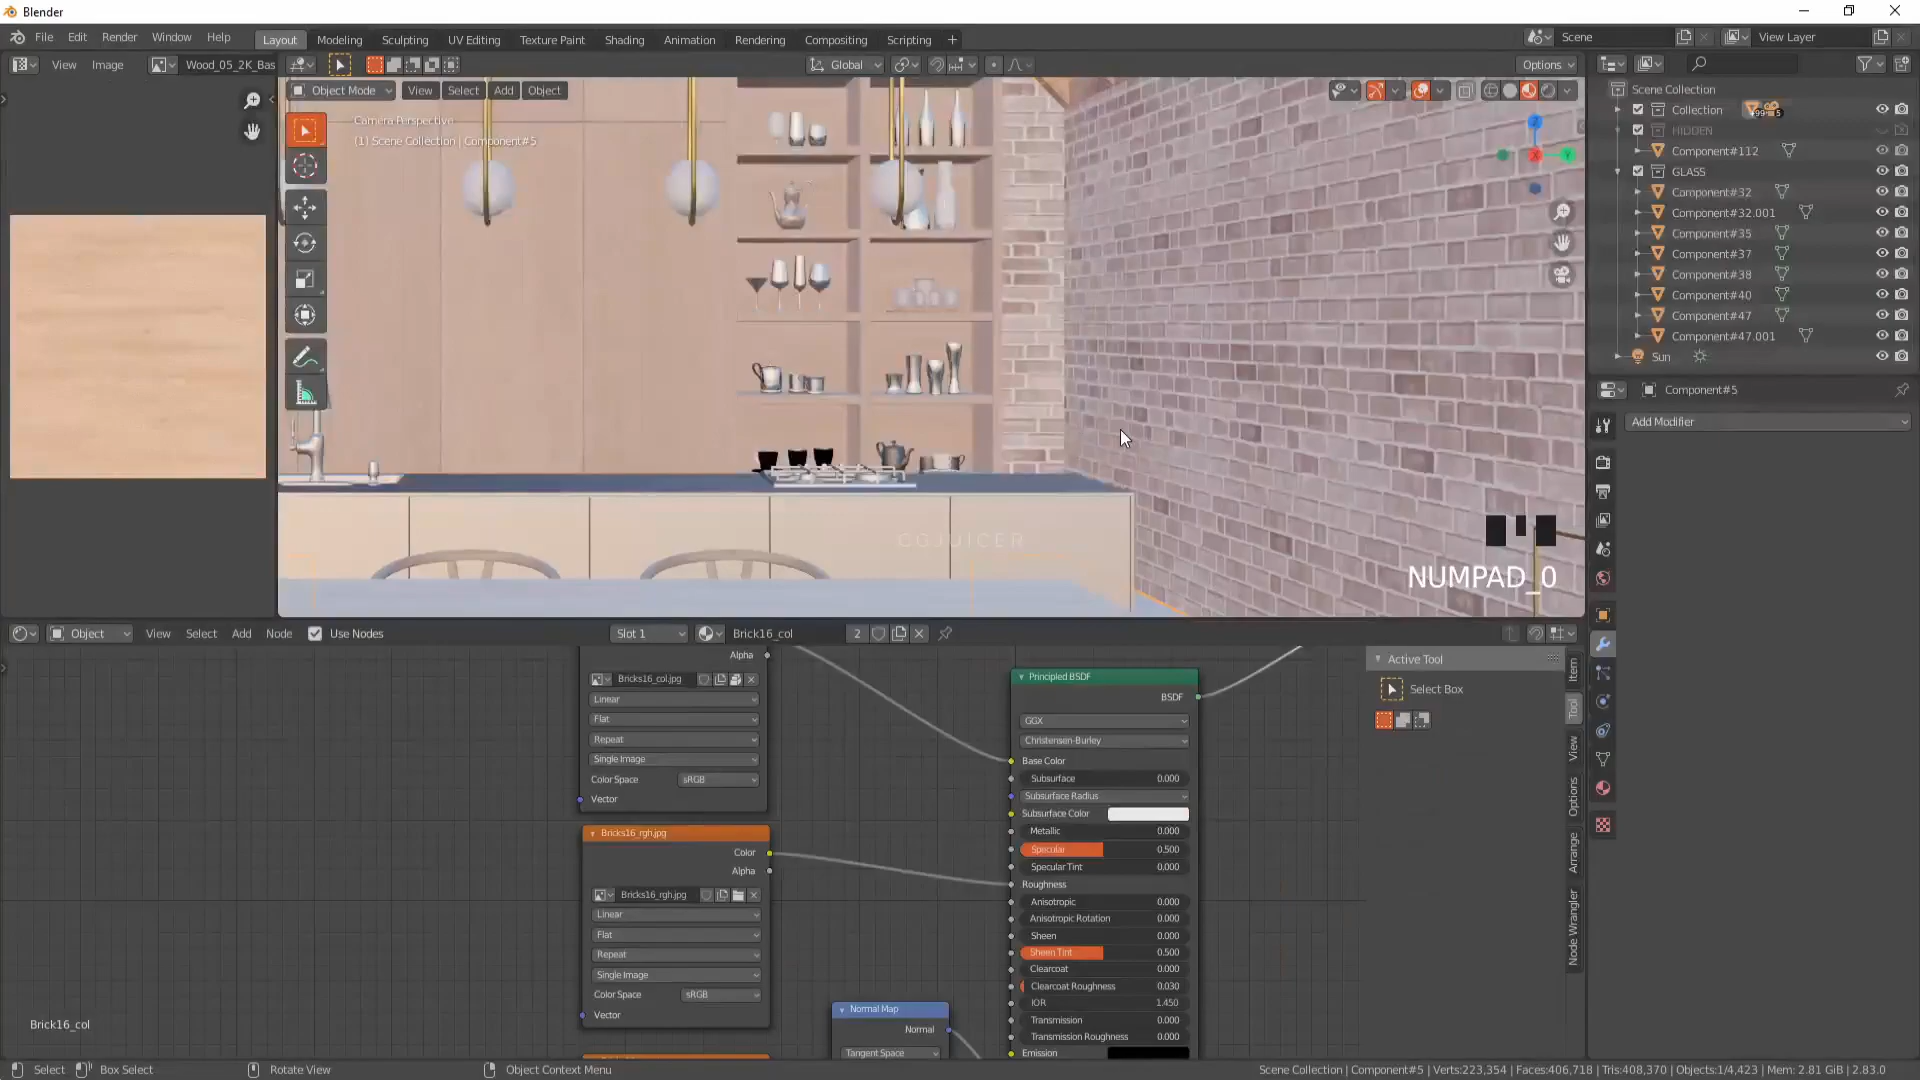 Blender
File Edit Render Window Help Layout Modeling Sculpting UV Editing Texture Paint Shading Animation Rendering Compositing Scripting + Scene View Layer
View Image Wood_05_2K_Bas Global Options
Object Mode View Select Add Object
Camera Perspective
(1) Scene Collection | Component#5
COJUICER
NUMPAD_0
Scene Collection
Collection
HIDDEN
Component#112
GLASS
Component#32
Component#32.001
Component#35
Component#37
Component#38
Component#40
Component#47
Component#47.001
Sun
Component#5
Add Modifier
Object View Select Add Node Use Nodes Slot 1 Brick16_col 2
Alpha
Bricks16_col.jpg
Linear
Flat
Repeat
Single Image
Color Space sRGB
Vector
Bricks16_rgh.jpg
Color
Alpha
Bricks16_rgh.jpg
Linear
Flat
Repeat
Single Image
Color Space sRGB
Vector
Normal Map
Normal
Tangent Space
Principled BSDF
BSDF
GGX
Christensen-Burley
Base Color
Subsurface 0.000
Subsurface Radius
Subsurface Color
Metallic 0.000
Specular 0.500
Specular Tint 0.000
Roughness
Anisotropic 0.000
Anisotropic Rotation 0.000
Sheen 0.000
Sheen Tint 0.500
Clearcoat 0.000
Clearcoat Roughness 0.030
IOR 1.450
Transmission 0.000
Transmission Roughness 0.000
Emission
Active Tool
Select Box
Item
Tool
View
Options
Arrange
Node Wrangler
Brick16_col
Select Box Select Rotate View Object Context Menu Scene Collection | Component#5 | Verts:223,354 | Faces:406,718 | Tris:408,370 | Objects:1/4,423 | Mem: 2.81 GiB | 2.83.0